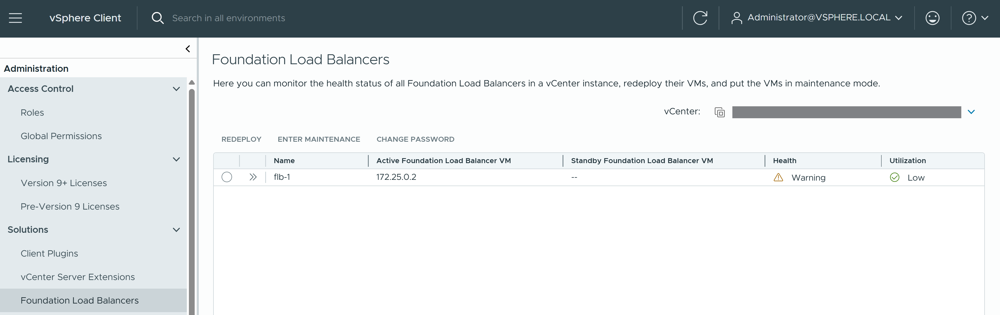 vSphere Client
Search in all environments
Administrator@VSPHERE.LOCAL
Administration
Access Control
Roles
Global Permissions
Licensing
Version 9+ Licenses
Pre-Version 9 Licenses
Solutions
Client Plugins
vCenter Server Extensions
Foundation Load Balancers
Foundation Load Balancers
Here you can monitor the health status of all Foundation Load Balancers in a vCenter instance, redeploy their VMs, and put the VMs in maintenance mode.
vCenter:
REDEPLOY ENTER MAINTENANCE CHANGE PASSWORD
Name Active Foundation Load Balancer VM Standby Foundation Load Balancer VM Health Utilization
flb-1 172.25.0.2 -- Warning Low